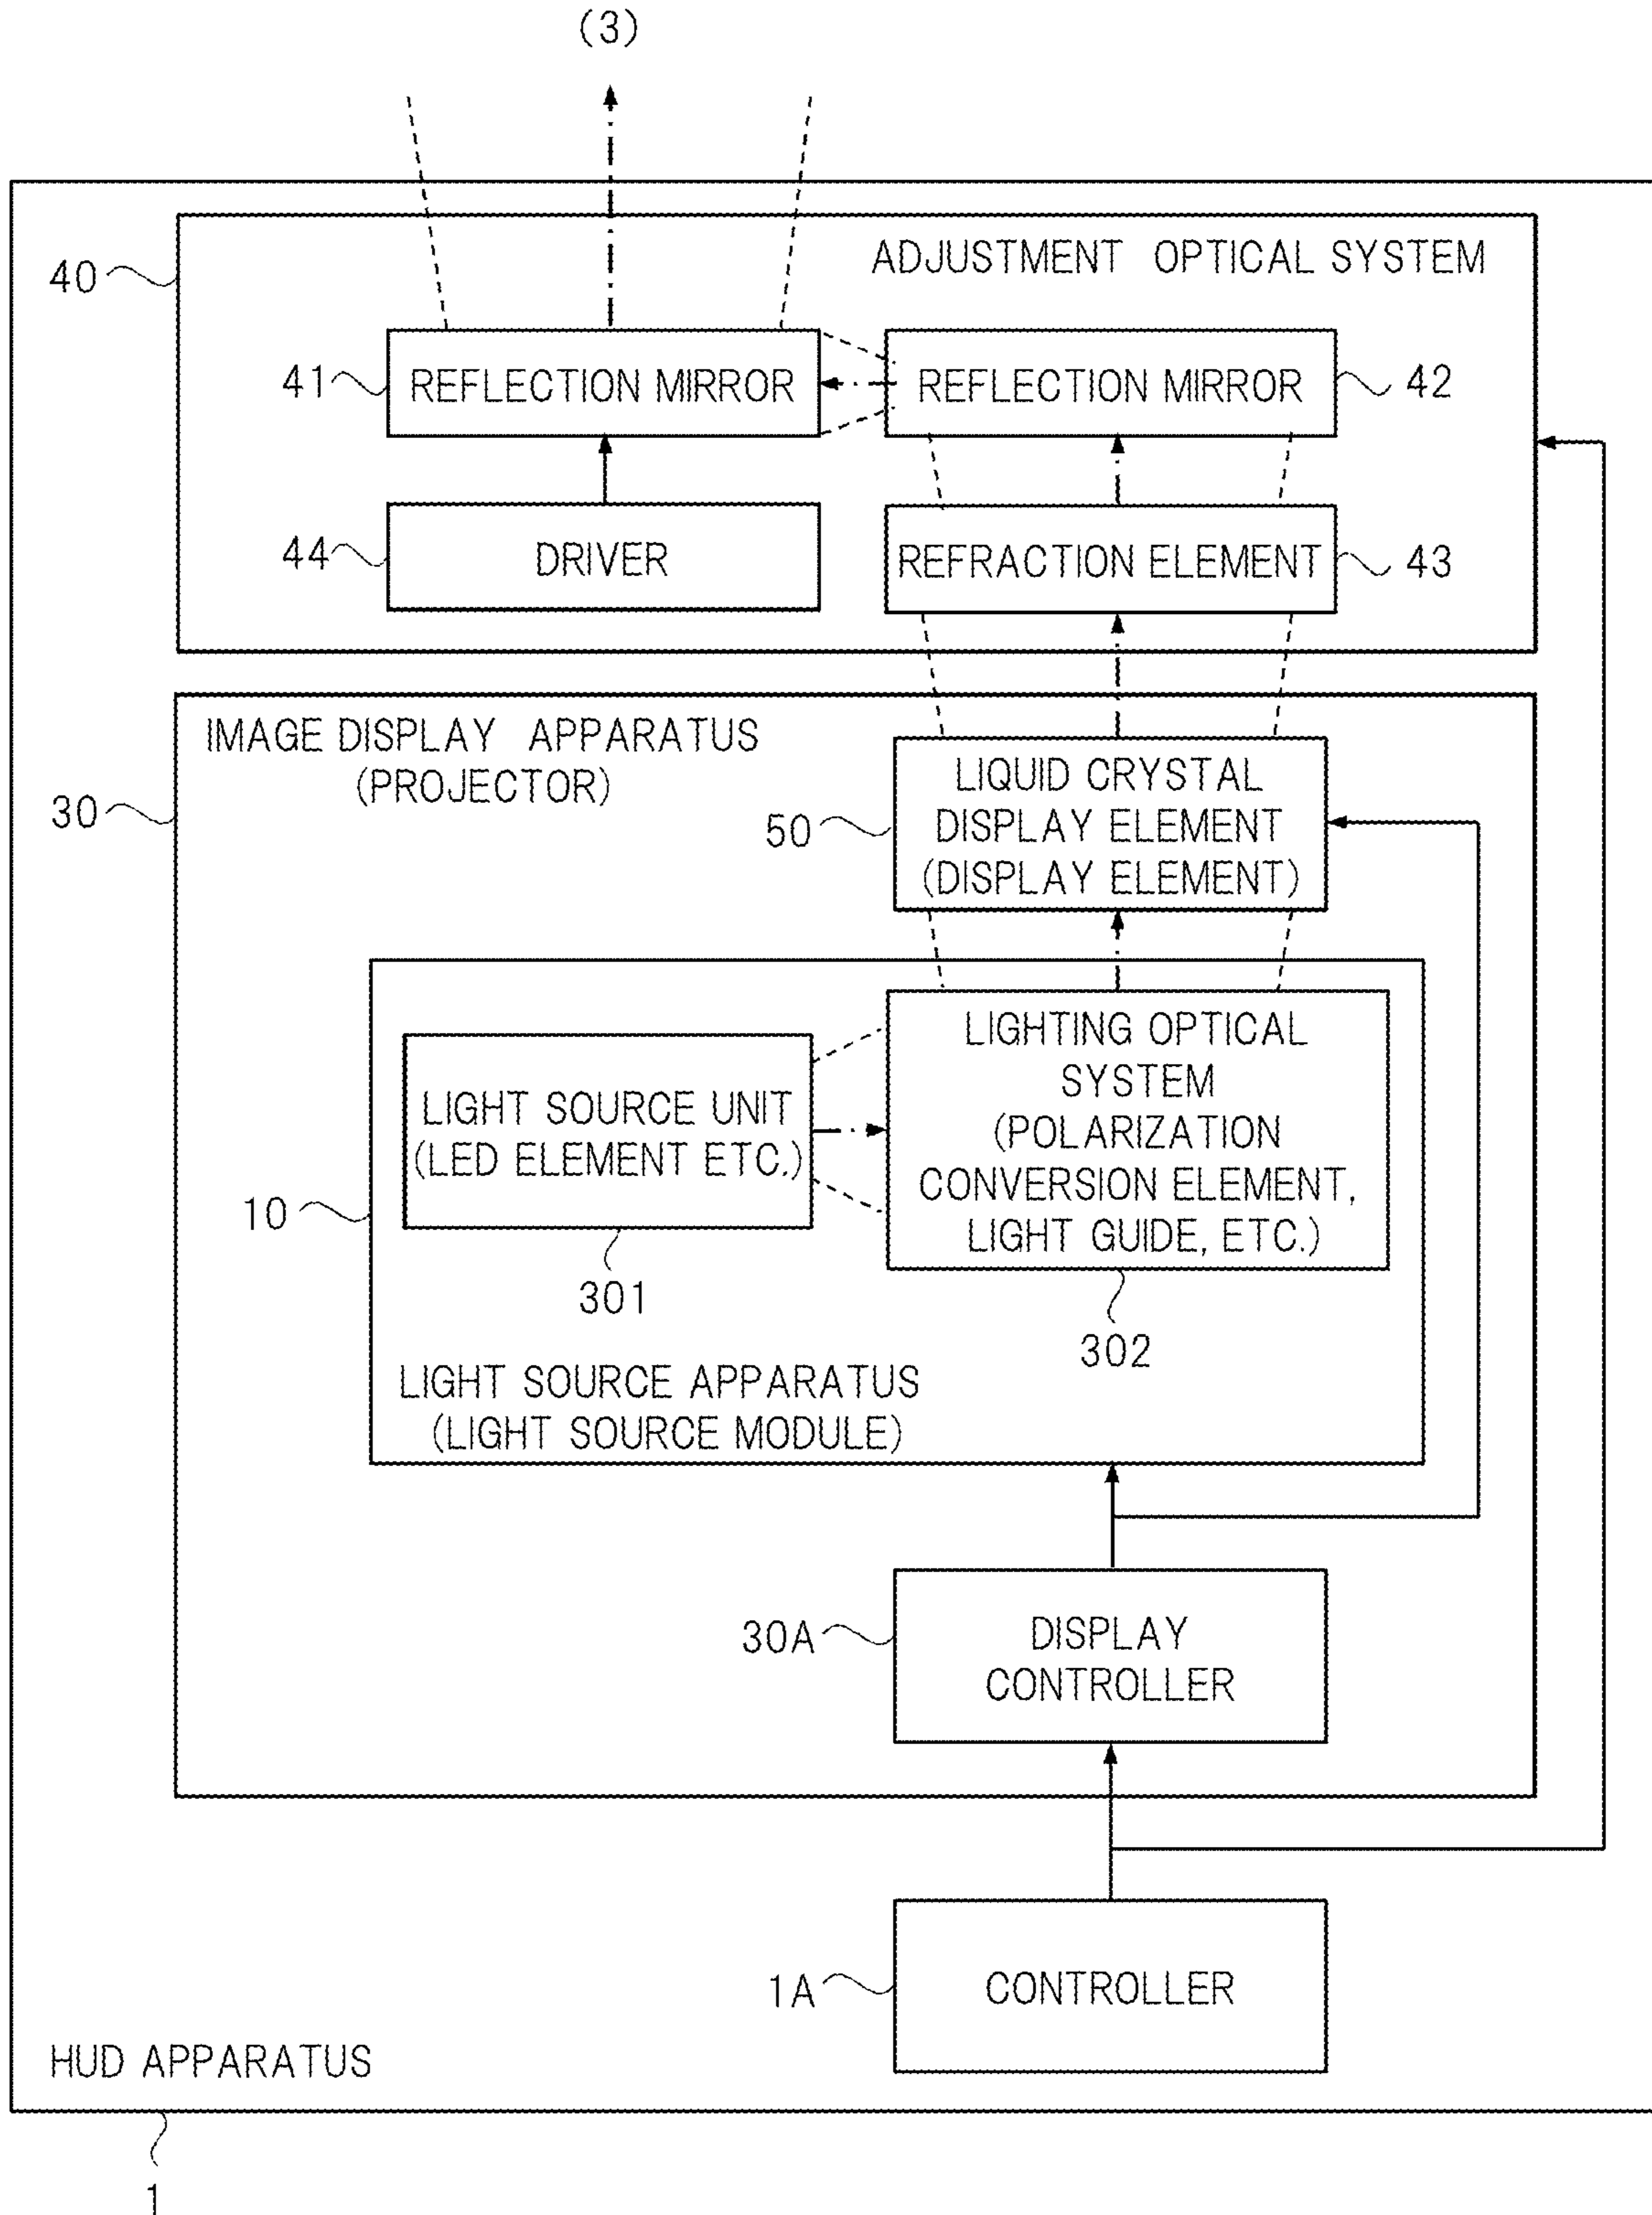 (3)
ADJUSTMENT OPTICAL SYSTEM
40
41
REFLECTION MIRROR
REFLECTION MIRROR
42
44
DRIVER
REFRACTION ELEMENT
43
IMAGE DISPLAY APPARATUS
(PROJECTOR)
30
50
LIQUID CRYSTAL
DISPLAY ELEMENT
(DISPLAY ELEMENT)
LIGHT SOURCE UNIT
(LED ELEMENT ETC.)
LIGHTING OPTICAL
SYSTEM
(POLARIZATION
CONVERSION ELEMENT,
LIGHT GUIDE, ETC.)
10
301
302
LIGHT SOURCE APPARATUS
(LIGHT SOURCE MODULE)
30A
DISPLAY
CONTROLLER
1A
CONTROLLER
HUD APPARATUS
1